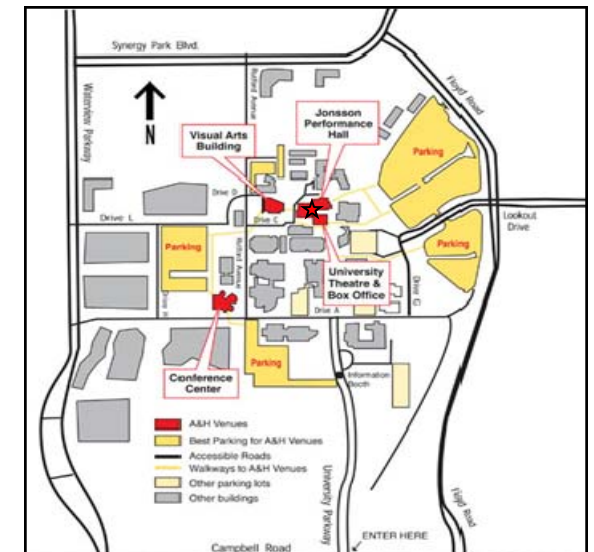 Synergy Park Bllvd.
Waterview Parkway
N
Rutford Avenue
Floyd Road
Jonsson
Performance
Hall
Visual Arts
Building
Parking
Drive D
Drive C
Drive L
Lookout
Drive
Parking
Rutford Avenue
Parking
University
Theatre &
Box Office
Drive H
Drive G
Drive A
Parking
Information
Booth
Conference
Center
A&H Venues
Best Parking for A&H Venues
Accessible Roads
Walkways to A&H Venues
Other parking lots
Other buildings
University Parkway
Floyd Road
ENTER HERE
Campbell Road